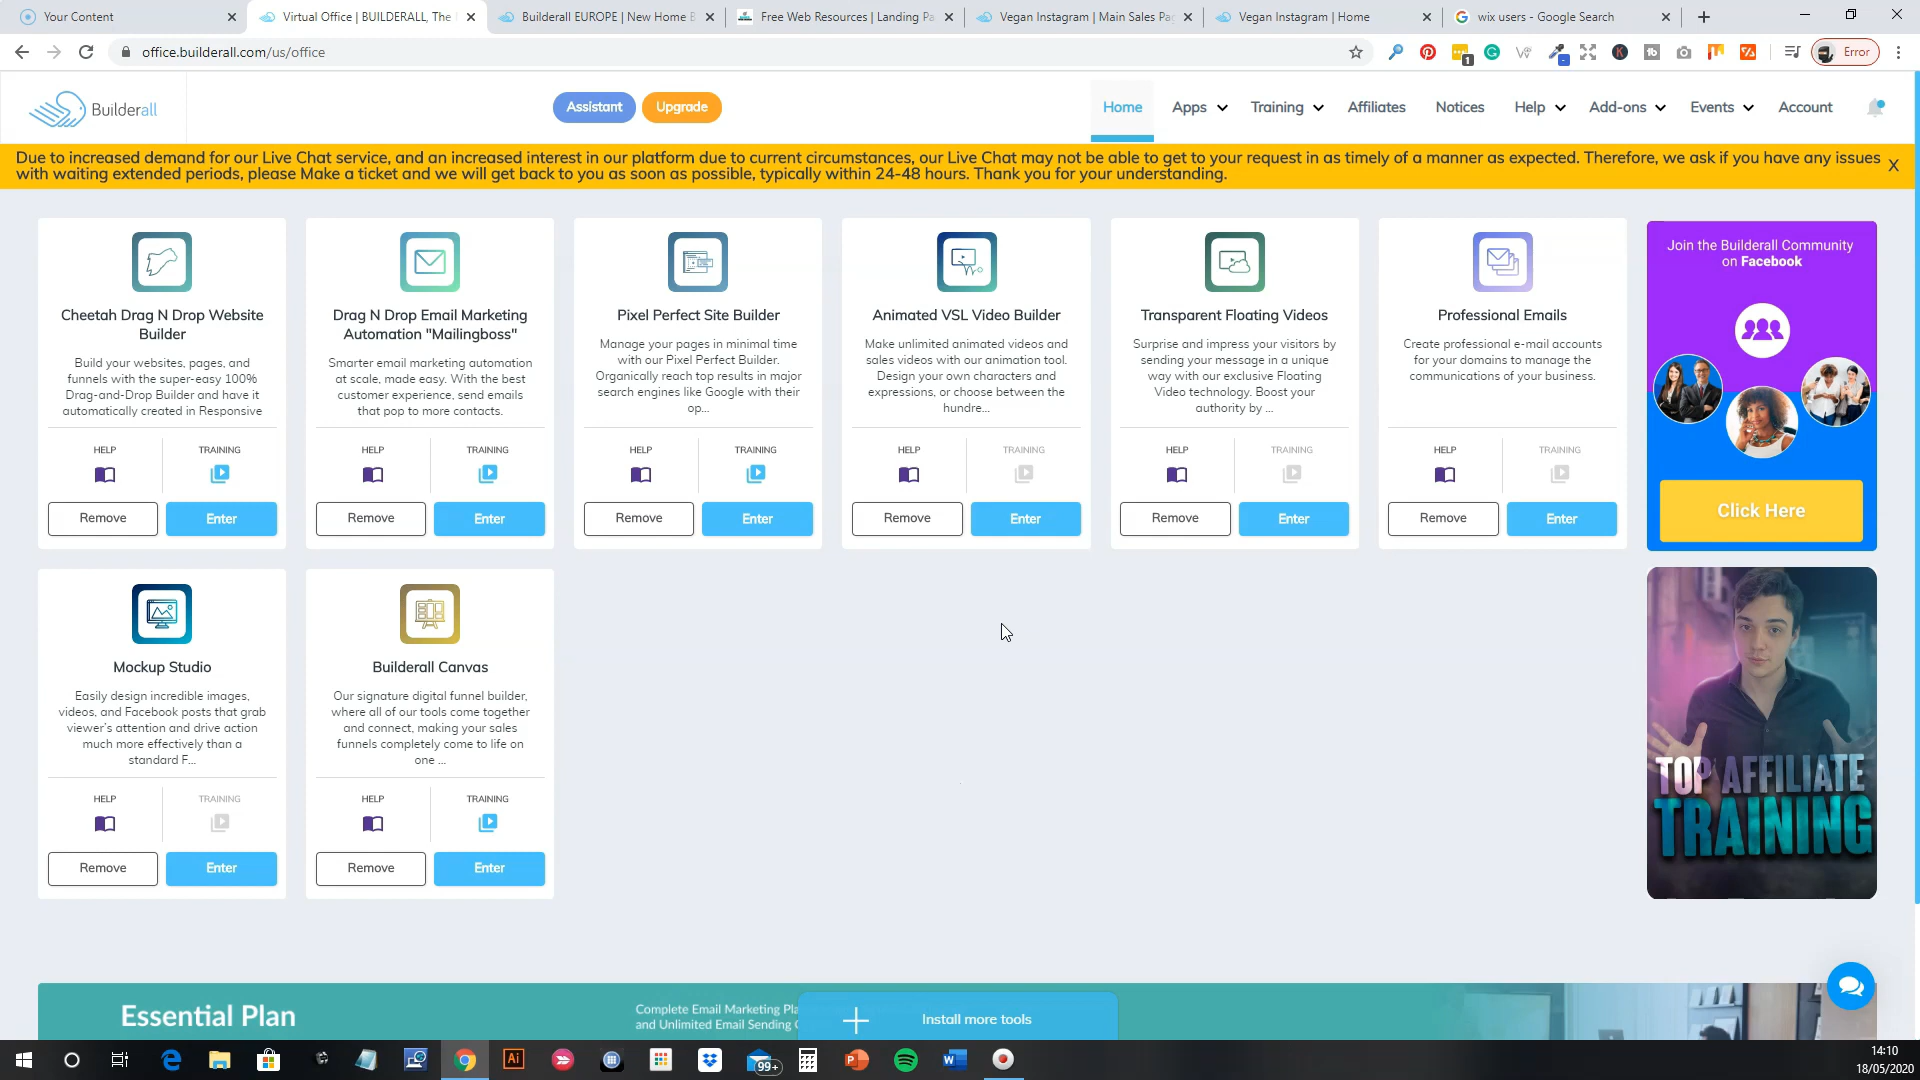 Your Content
Virtual Office | BUILDERALL, The
Builderall EUROPE | New Home B
Free Web Resources | Landing Pa
Vegan Instagram | Main Sales Pag
Vegan Instagram | Home
wix users - Google Search
office.builderall.com/us/office
Error
Builderall
Assistant
Upgrade
Home
Apps
Training
Affiliates
Notices
Help
Add-ons
Events
Account
Due to increased demand for our Live Chat service, and an increased interest in our platform due to current circumstances, our Live Chat may not be able to get to your request in as timely of a manner as expected. Therefore, we ask if you have any issues
with waiting extended periods, please Make a ticket and we will get back to you as soon as possible, typically within 24-48 hours. Thank you for your understanding.
X
Cheetah Drag N Drop Website
Builder
Build your websites, pages, and
funnels with the super-easy 100%
Drag-and-Drop Builder and have it
automatically created in Responsive
HELP
TRAINING
Remove
Enter
Drag N Drop Email Marketing
Automation "Mailingboss"
Smarter email marketing automation
at scale, made easy. With the best
customer experience, send emails
that pop to more contacts.
HELP
TRAINING
Remove
Enter
Pixel Perfect Site Builder
Manage your pages in minimal time
with our Pixel Perfect Builder.
Organically reach top results in major
search engines like Google with their
op...
HELP
TRAINING
Remove
Enter
Animated VSL Video Builder
Make unlimited animated videos and
sales videos with our animation tool.
Design your own characters and
expressions, or choose between the
hundre...
HELP
TRAINING
Remove
Enter
Transparent Floating Videos
Surprise and impress your visitors by
sending your message in a unique
way with our exclusive Floating
Video technology. Boost your
authority by ...
HELP
TRAINING
Remove
Enter
Professional Emails
Create professional e-mail accounts
for your domains to manage the
communications of your business.
HELP
TRAINING
Remove
Enter
Join the Builderall Community
on Facebook
Click Here
Mockup Studio
Easily design incredible images,
videos, and Facebook posts that grab
viewer's attention and drive action
much more effectively than a
standard F...
HELP
TRAINING
Remove
Enter
Builderall Canvas
Our signature digital funnel builder,
where all of our tools come together
and connect, making your sales
funnels completely come to life on
one ...
HELP
TRAINING
Remove
Enter
TOP AFFILIATE
TRAINING
Essential Plan
Complete Email Marketing Pla
and Unlimited Email Sending
Install more tools
Ai
99+
14:10
18/05/2020